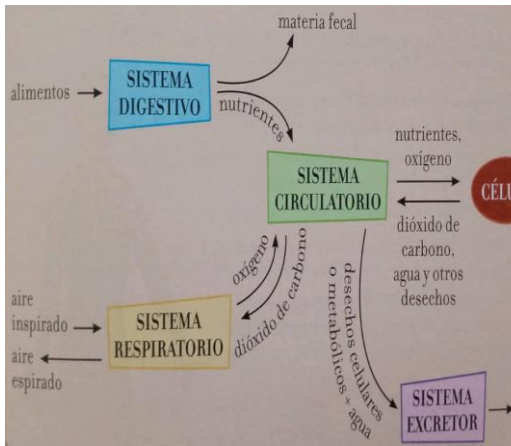 materia fecal
alimentos
SISTEMA
DIGESTIVO
nutrientes
nutrientes,
oxígeno
SISTEMA
CIRCULATORIO
CÉLU
dióxido de
carbono,
agua y otros
desechos
oxígeno
dióxido de carbono
desechos celulares
o metabólicos + agua
aire
inspirado
SISTEMA
RESPIRATORIO
aire
espirado
SISTEMA
EXCRETOR